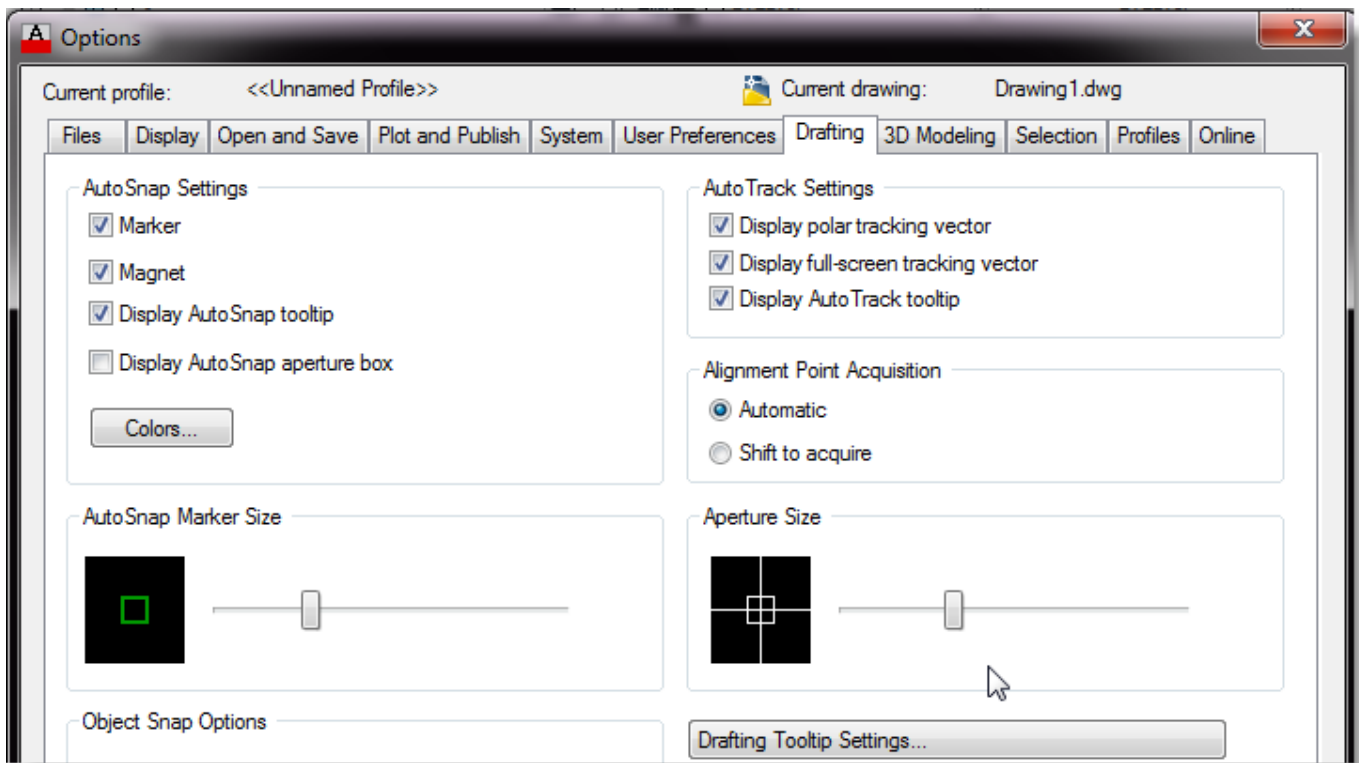 A Options X
Current profile: <<Unnamed Profile>> Current drawing: Drawing1.dwg
Files Display Open and Save Plot and Publish System User Preferences Drafting 3D Modeling Selection Profiles Online
AutoSnap Settings
Marker
Magnet
Display AutoSnap tooltip
Display AutoSnap aperture box
Colors...
AutoTrack Settings
Display polar tracking vector
Display full-screen tracking vector
Display AutoTrack tooltip
Alignment Point Acquisition
Automatic
Shift to acquire
AutoSnap Marker Size
Aperture Size
Object Snap Options
Drafting Tooltip Settings...